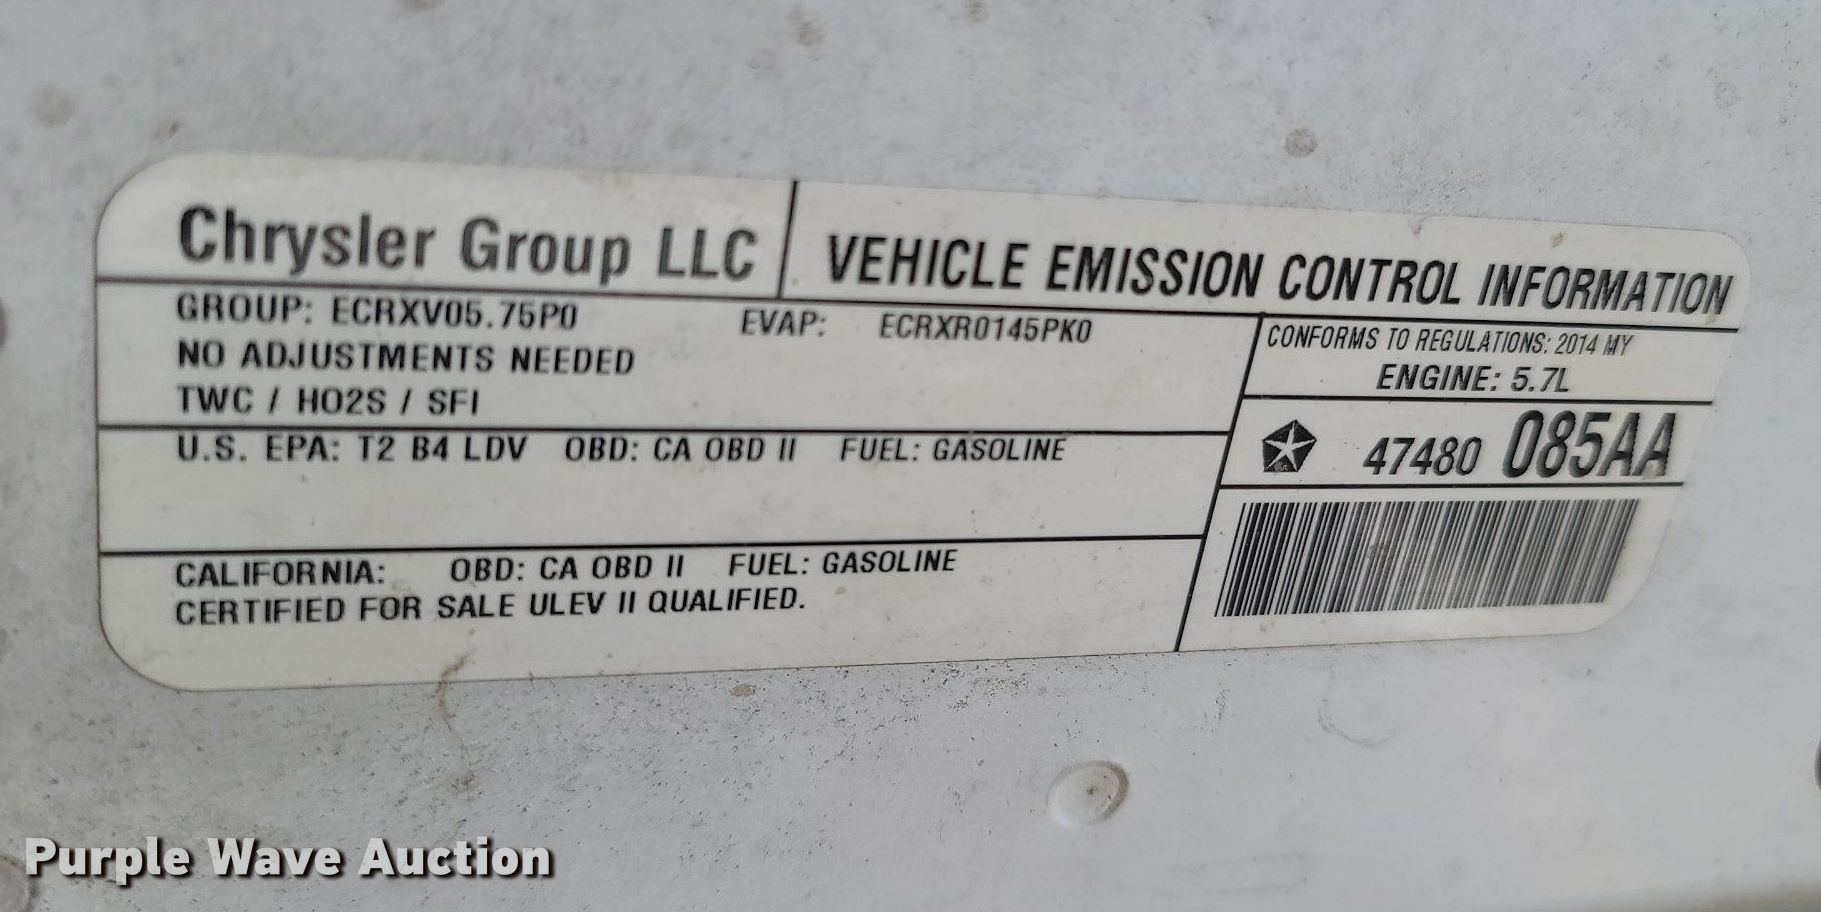 Chrysler Group LLC
VEHICLE EMISSION CONTROL INFORMATION
GROUP: ECRXV05.75P0
EVAP: ECRXR0145PK0
NO ADJUSTMENTS NEEDED
TWC / HO2S / SFI
CONFORMS TO REGULATIONS: 2014 MY
ENGINE: 5.7L
47480 085AA
U.S. EPA: T2 B4 LDV OBD: CA OBD II FUEL: GASOLINE
CALIFORNIA: OBD: CA OBD II FUEL: GASOLINE
CERTIFIED FOR SALE ULEV II QUALIFIED.
Purple Wave Auction